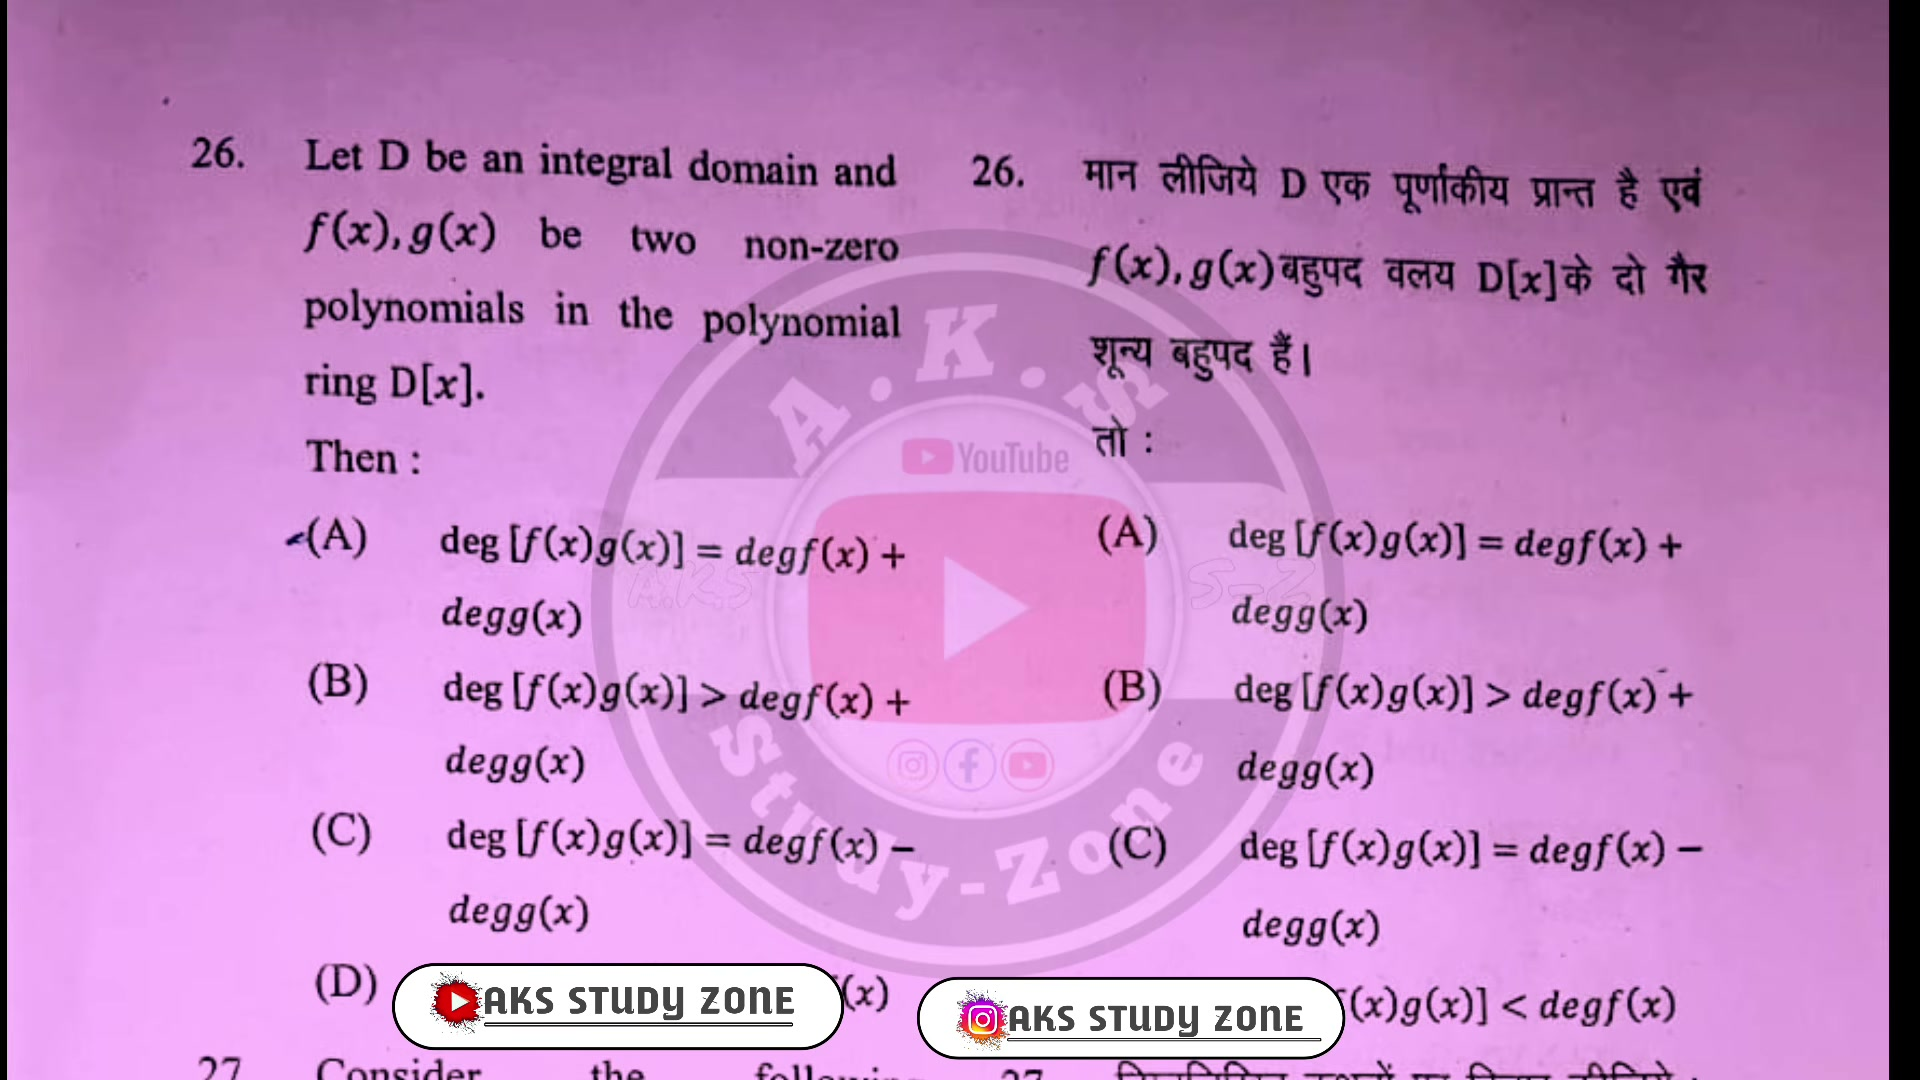 26. Let D be an integral domain and
f(x), g(x) be two non-zero
polynomials in the polynomial
ring D[x].
Then :
(A) deg [f(x)g(x)] = degf(x) +
degg(x)
(B) deg [f(x)g(x)] > degf(x) +
degg(x)
(C) deg [f(x)g(x)] = degf(x) −
degg(x)
(D) (x)
27 Consider the following
26. मान लीजिये D एक पूर्णाकीय प्रान्त है एवं
f(x), g(x) बहुपद वलय D[x] के दो गैर
शून्य बहुपद हैं।
तो :
(A) deg [f(x)g(x)] = degf(x) +
degg(x)
(B) deg [f(x)g(x)] > degf(x) +
degg(x)
(C) deg [f(x)g(x)] = degf(x) −
degg(x)
(x)g(x)] < degf(x)
27
A.K.S
YouTube
A.K.S S-Z
Study-Zone
AKS STUDY ZONE
AKS STUDY ZONE